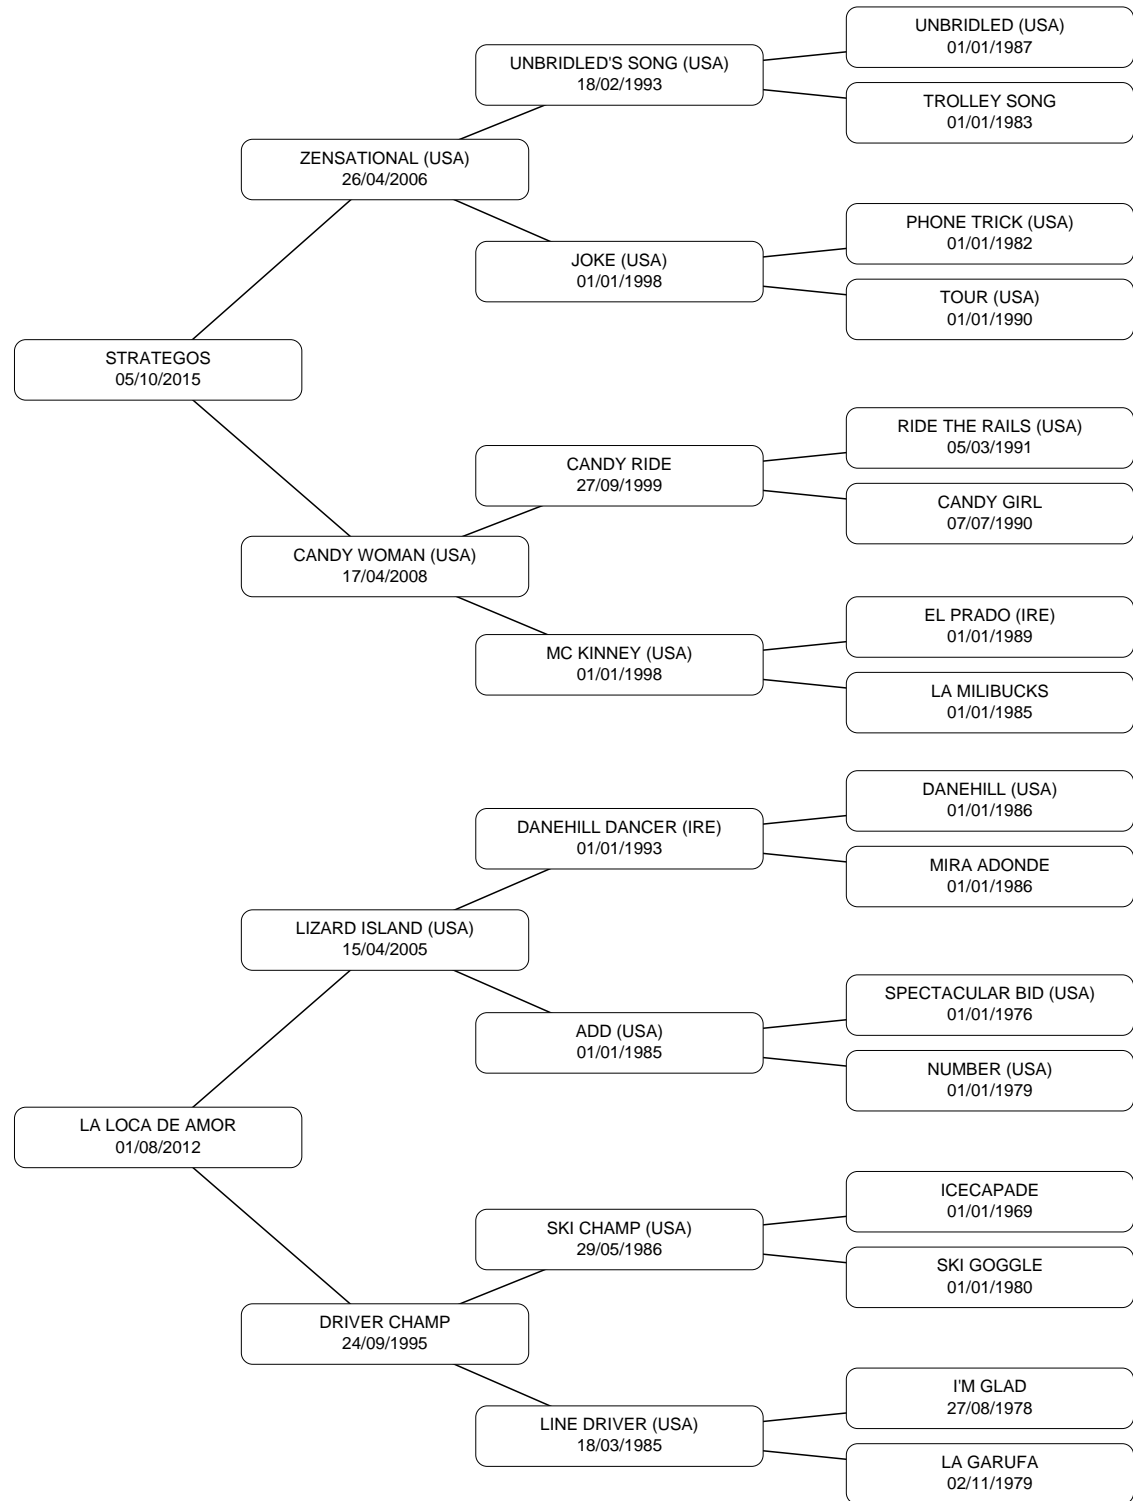 UNBRIDLED (USA)
01/01/1987
UNBRIDLED'S SONG (USA)
18/02/1993
TROLLEY SONG
01/01/1983
ZENSATIONAL (USA)
26/04/2006
PHONE TRICK (USA)
01/01/1982
JOKE (USA)
01/01/1998
TOUR (USA)
01/01/1990
STRATEGOS
05/10/2015
RIDE THE RAILS (USA)
05/03/1991
CANDY RIDE
27/09/1999
CANDY GIRL
07/07/1990
CANDY WOMAN (USA)
17/04/2008
EL PRADO (IRE)
01/01/1989
MC KINNEY (USA)
01/01/1998
LA MILIBUCKS
01/01/1985
DANEHILL (USA)
01/01/1986
DANEHILL DANCER (IRE)
01/01/1993
MIRA ADONDE
01/01/1986
LIZARD ISLAND (USA)
15/04/2005
SPECTACULAR BID (USA)
01/01/1976
ADD (USA)
01/01/1985
NUMBER (USA)
01/01/1979
LA LOCA DE AMOR
01/08/2012
ICECAPADE
01/01/1969
SKI CHAMP (USA)
29/05/1986
SKI GOGGLE
01/01/1980
DRIVER CHAMP
24/09/1995
I'M GLAD
27/08/1978
LINE DRIVER (USA)
18/03/1985
LA GARUFA
02/11/1979